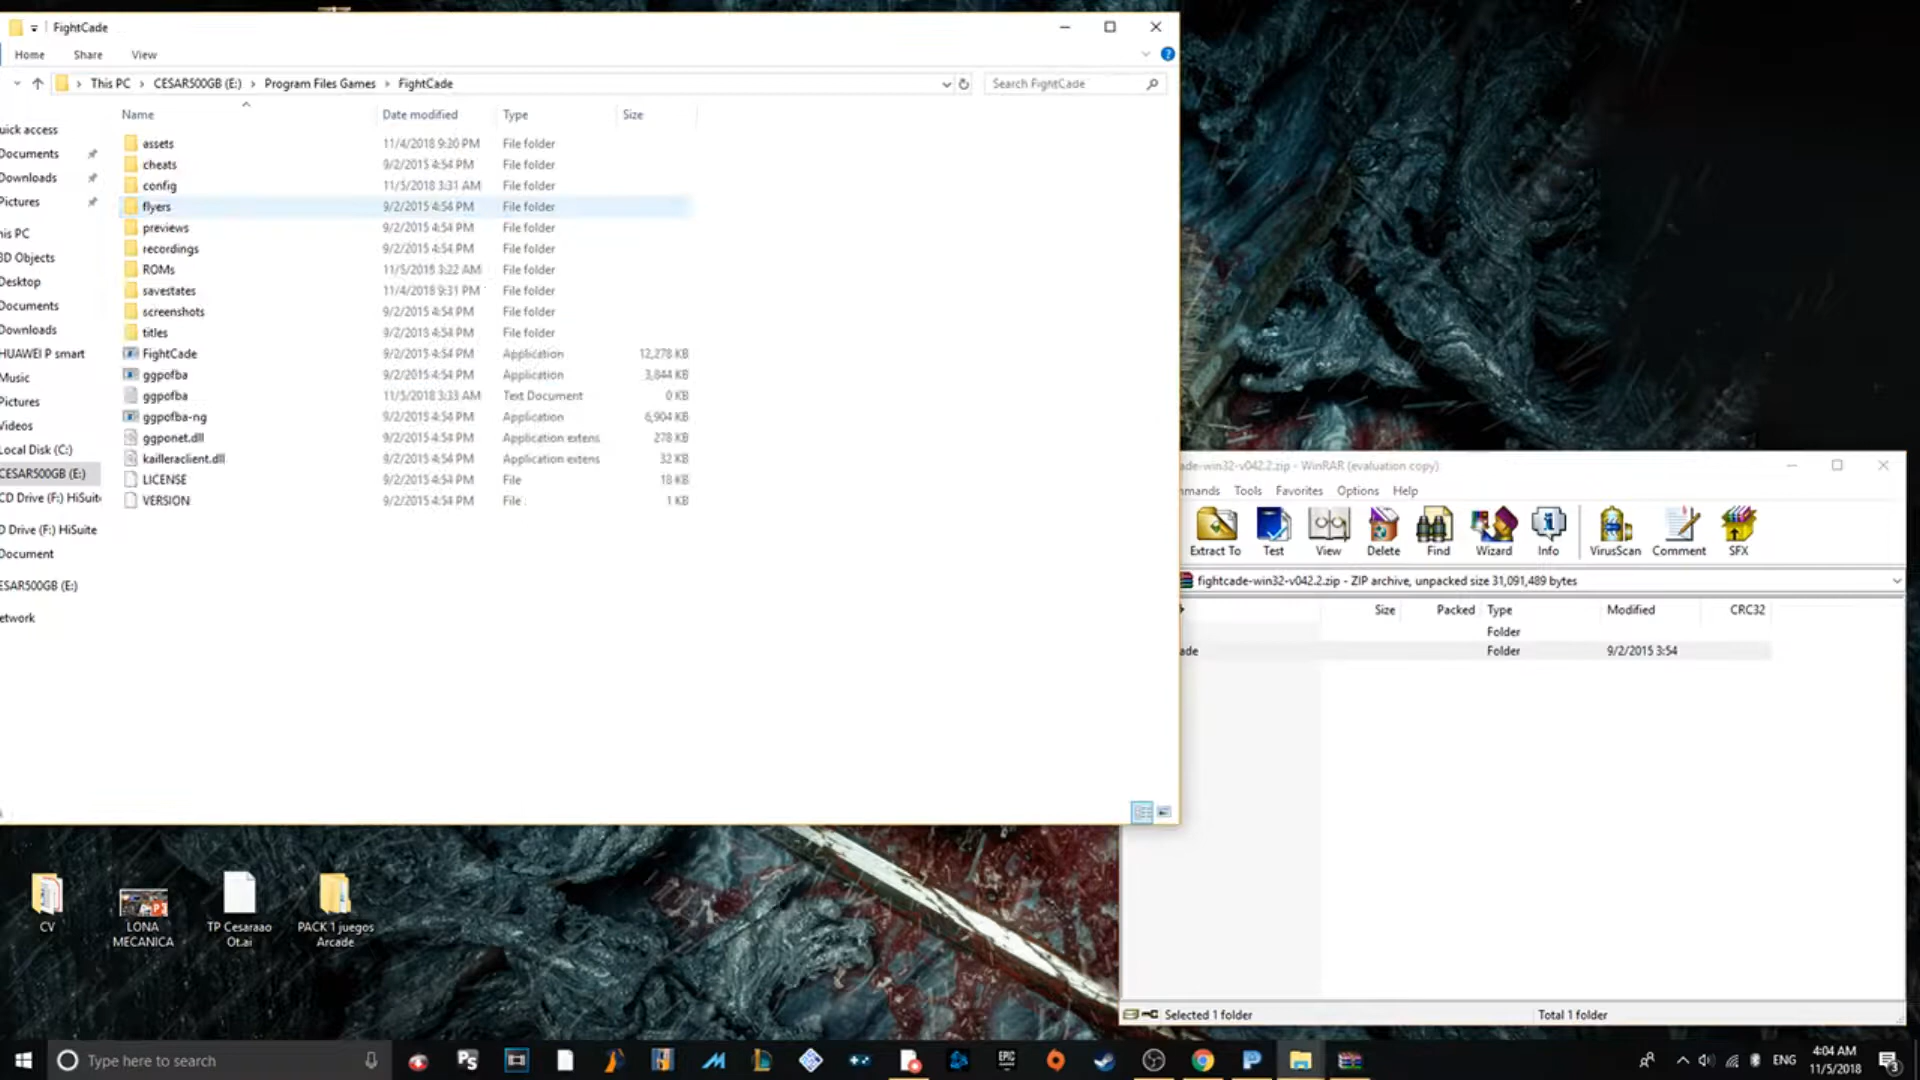 FightCade
Home Share View
This PC > CESAR500GB (E:) > Program Files Games > FightCade
Search FightCade
Name Date modified Type Size
assets 11/4/2018 9:20 PM File folder
cheats 9/2/2015 4:54 PM File folder
config 11/5/2018 3:31 AM File folder
flyers 9/2/2015 4:54 PM File folder
previews 9/2/2015 4:54 PM File folder
recordings 9/2/2015 4:54 PM File folder
ROMs 11/5/2018 3:22 AM File folder
savestates 11/4/2018 9:31 PM File folder
screenshots 9/2/2015 4:54 PM File folder
titles 9/2/2015 4:54 PM File folder
FightCade 9/2/2015 4:54 PM Application 12,278 KB
ggpofba 9/2/2015 4:54 PM Application 3,844 KB
ggpofba 11/5/2018 3:33 AM Text Document 0 KB
ggpofba-ng 9/2/2015 4:54 PM Application 6,904 KB
ggponet.dll 9/2/2015 4:54 PM Application extens 278 KB
kailleraclient.dll 9/2/2015 4:54 PM Application extens 32 KB
LICENSE 9/2/2015 4:54 PM File 18 KB
VERSION 9/2/2015 4:54 PM File 1 KB
uick access
Documents
Downloads
Pictures
his PC
3D Objects
Desktop
Documents
Downloads
HUAWEI P smart
Music
Pictures
Videos
Local Disk (C:)
CESAR500GB (E:)
CD Drive (F:) HiSuite
D Drive (F:) HiSuite
Document
ESAR500GB (E:)
etwork
ade-win32-v042.2.zip - WinRAR (evaluation copy)
mmands Tools Favorites Options Help
Extract To Test View Delete Find Wizard Info VirusScan Comment SFX
fightcade-win32-v042.2.zip - ZIP archive, unpacked size 31,091,489 bytes
Size Packed Type Modified CRC32
Folder
ade Folder 9/2/2015 3:54
Selected 1 folder Total 1 folder
CV
LONA MECANICA
TP Cesaraao Ot.ai
PACK 1 juegos Arcade
Type here to search
PS
EPIC
ENG
4:04 AM
11/5/2018
3